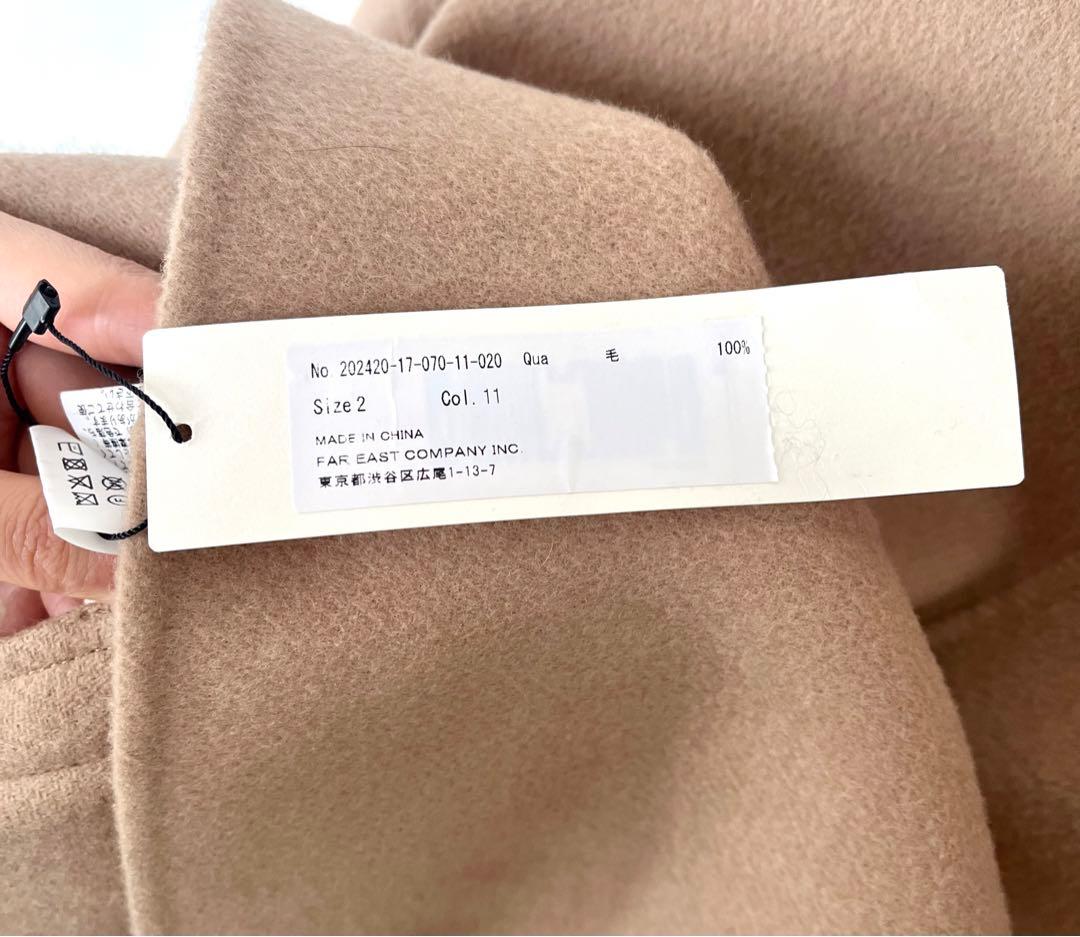 No. 202420-17-070-11-020 Qua 毛 100%
Size 2 Col. 11
MADE IN CHINA
FAR EAST COMPANY INC.
東京都渋谷区広尾1-13-7